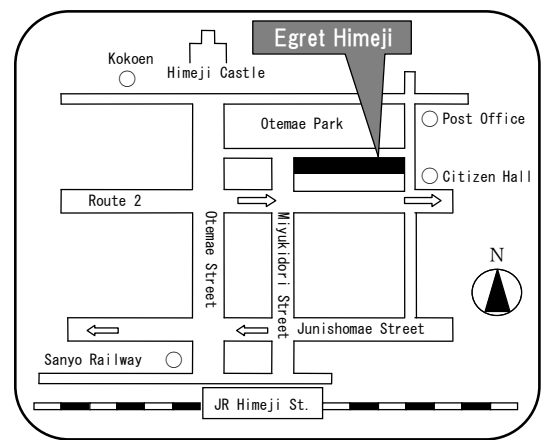 Egret Himeji
Kokoen
Himeji Castle
Otemae Park
Post Office
Citizen Hall
Route 2
Otemae Street
Miyukidori Street
N
Junishomae Street
Sanyo Railway
JR Himeji St.